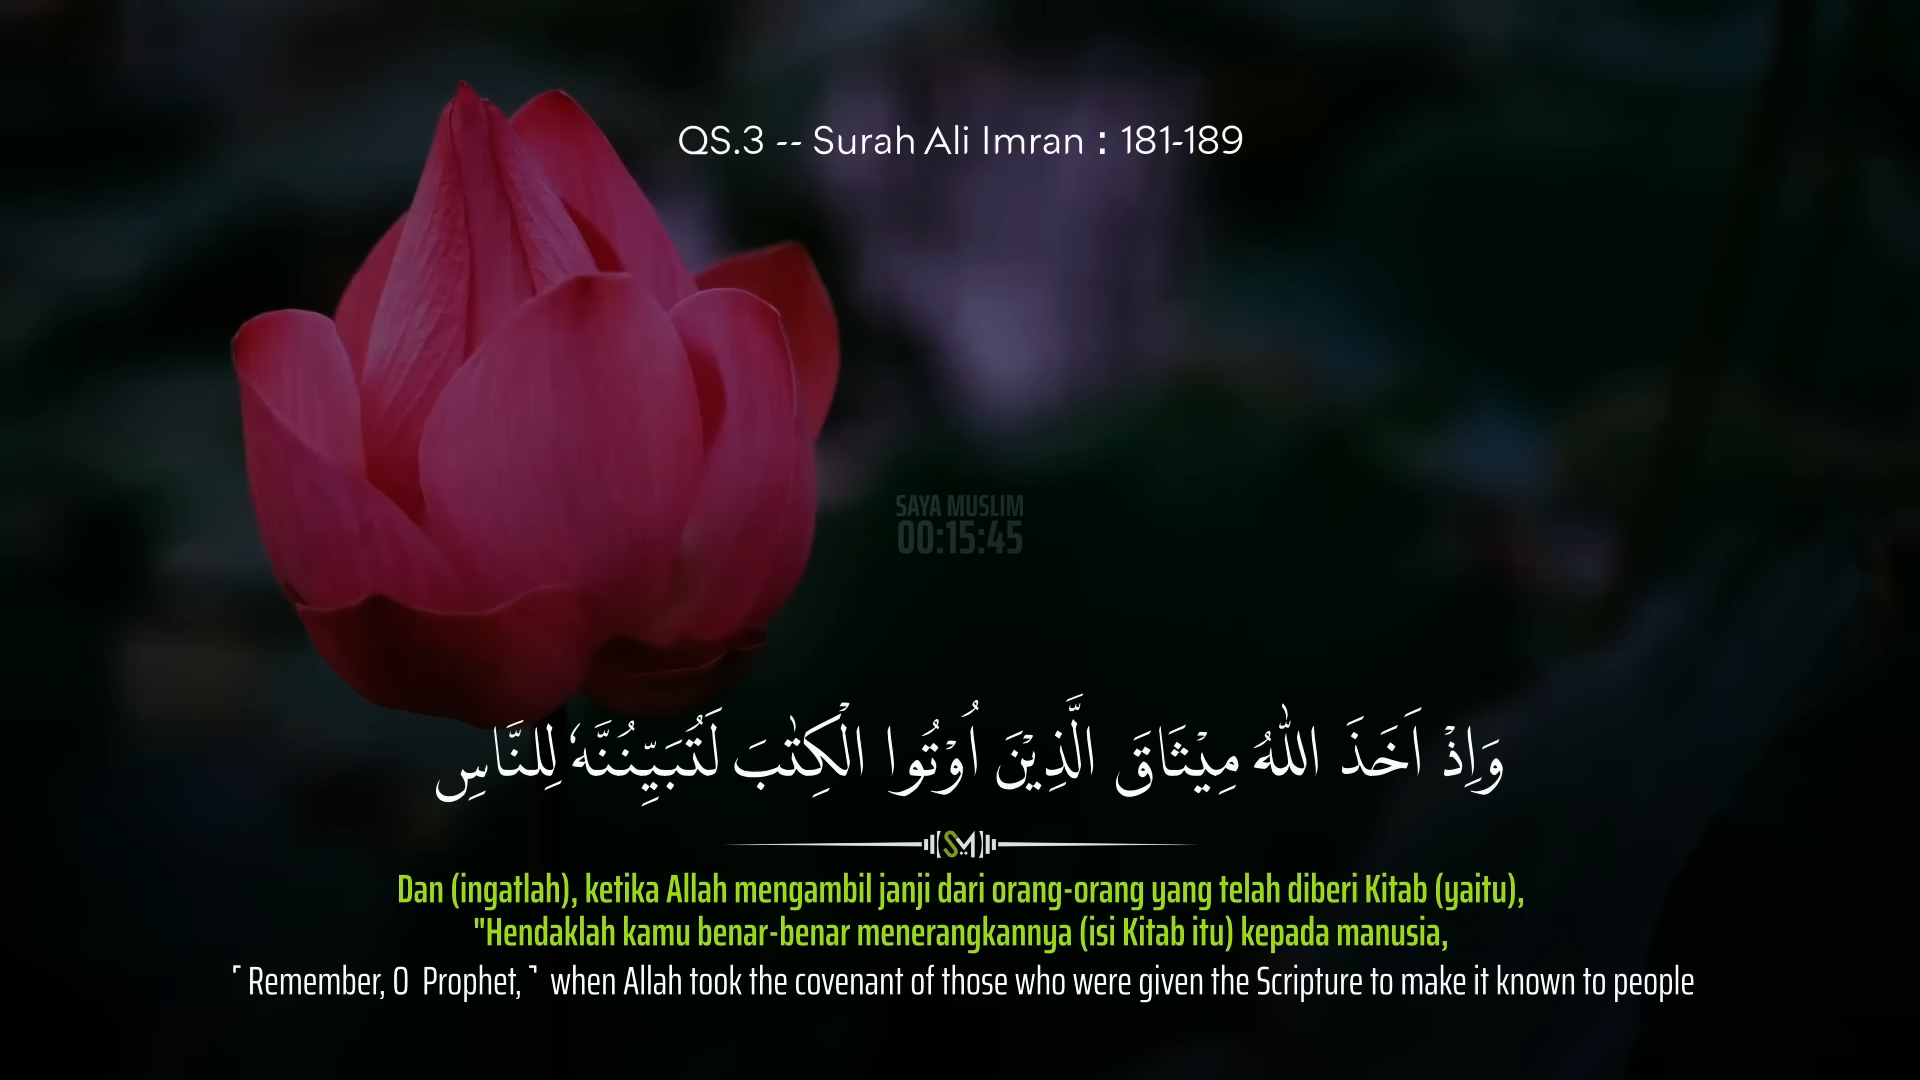 QS.3 -- Surah Ali Imran : 181-189
SAYA MUSLIM
00:15:45
وَاِذْ اَخَذَ اللّٰهُ مِيْثَاقَ الَّذِيْنَ اُوْتُوا الْكِتٰبَ لَتُبَيِّنُنَّهٗ لِلنَّاسِ
SM
Dan (ingatlah), ketika Allah mengambil janji dari orang-orang yang telah diberi Kitab (yaitu),
"Hendaklah kamu benar-benar menerangkannya (isi Kitab itu) kepada manusia,
˹Remember, O Prophet,˺ when Allah took the covenant of those who were given the Scripture to make it known to people